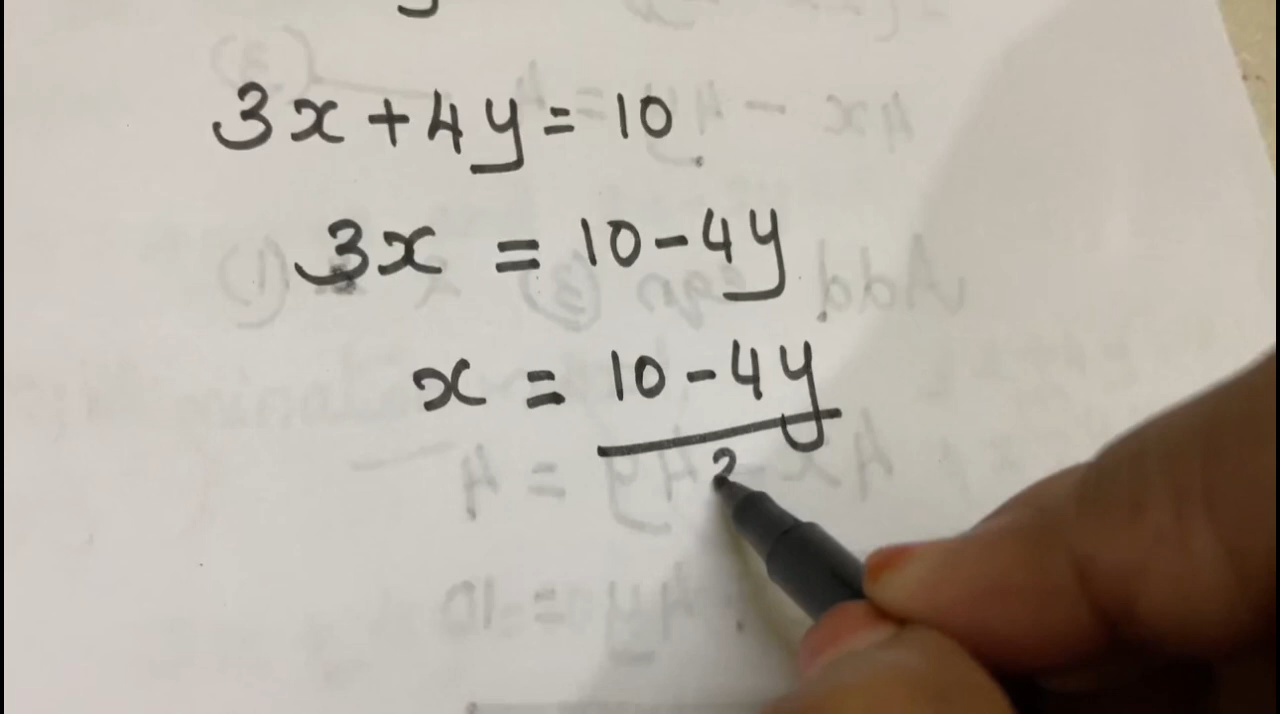 3x + 4y = 10
3x = 10 - 4y
x = 10 - 4y